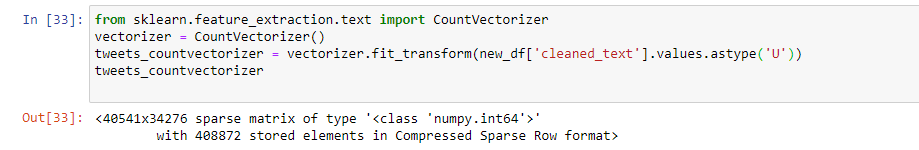 In [33]: from sklearn.feature_extraction.text import CountVectorizer
vectorizer = CountVectorizer()
tweets_countvectorizer = vectorizer.fit_transform(new_df['cleaned_text'].values.astype('U'))
tweets_countvectorizer
Out[33]: <40541x34276 sparse matrix of type '<class 'numpy.int64'>'
with 408872 stored elements in Compressed Sparse Row format>